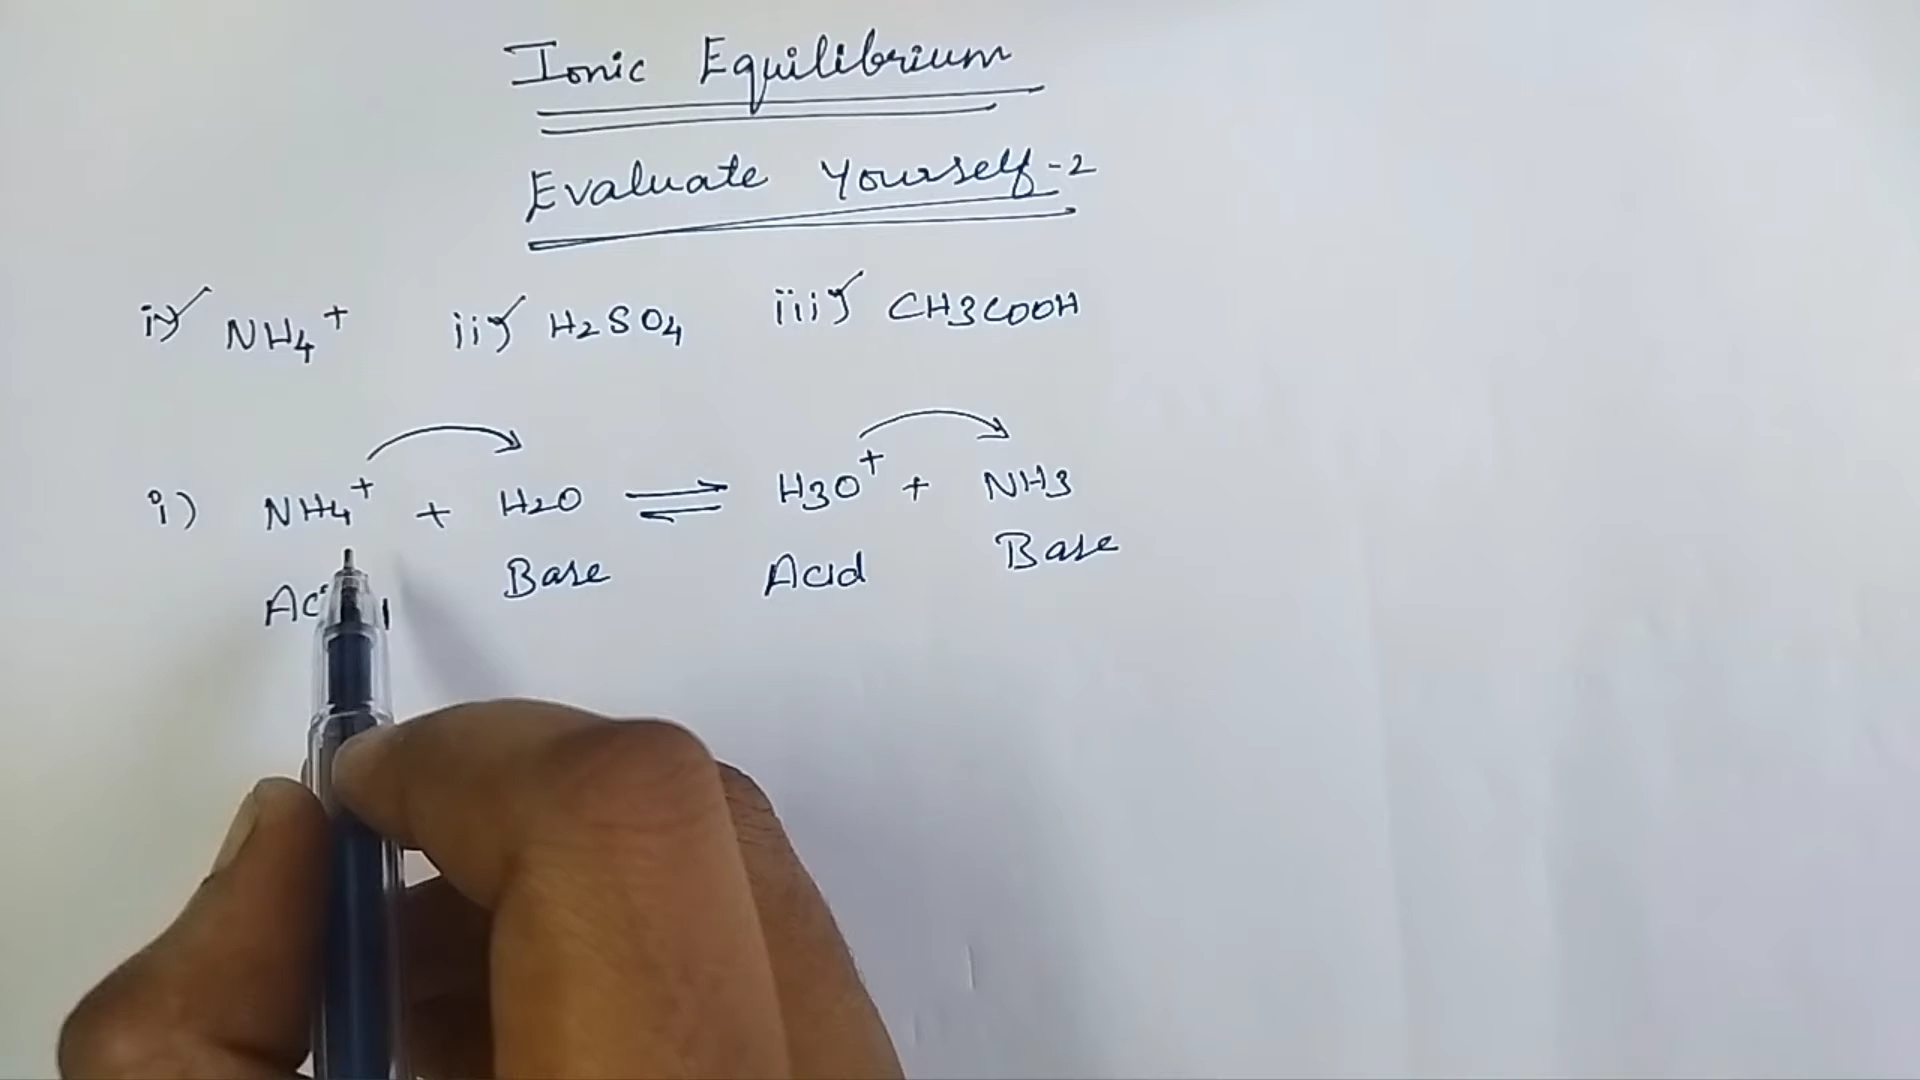 Ionic Equilibrium
Evaluate Yourself-2
i) NH4+ ii) H2SO4 iii) CH3COOH
i) NH4+ + H2O ⇌ H3O+ + NH3
Base Acid Base